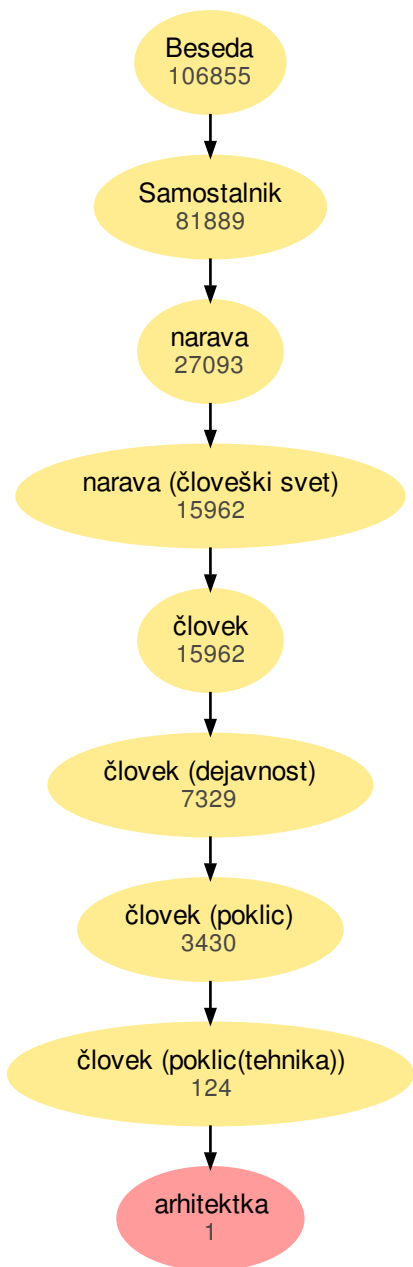 Beseda
106855
Samostalnik
81889
narava
27093
narava (človeški svet)
15962
človek
15962
človek (dejavnost)
7329
človek (poklic)
3430
človek (poklic(tehnika))
124
arhitektka
1